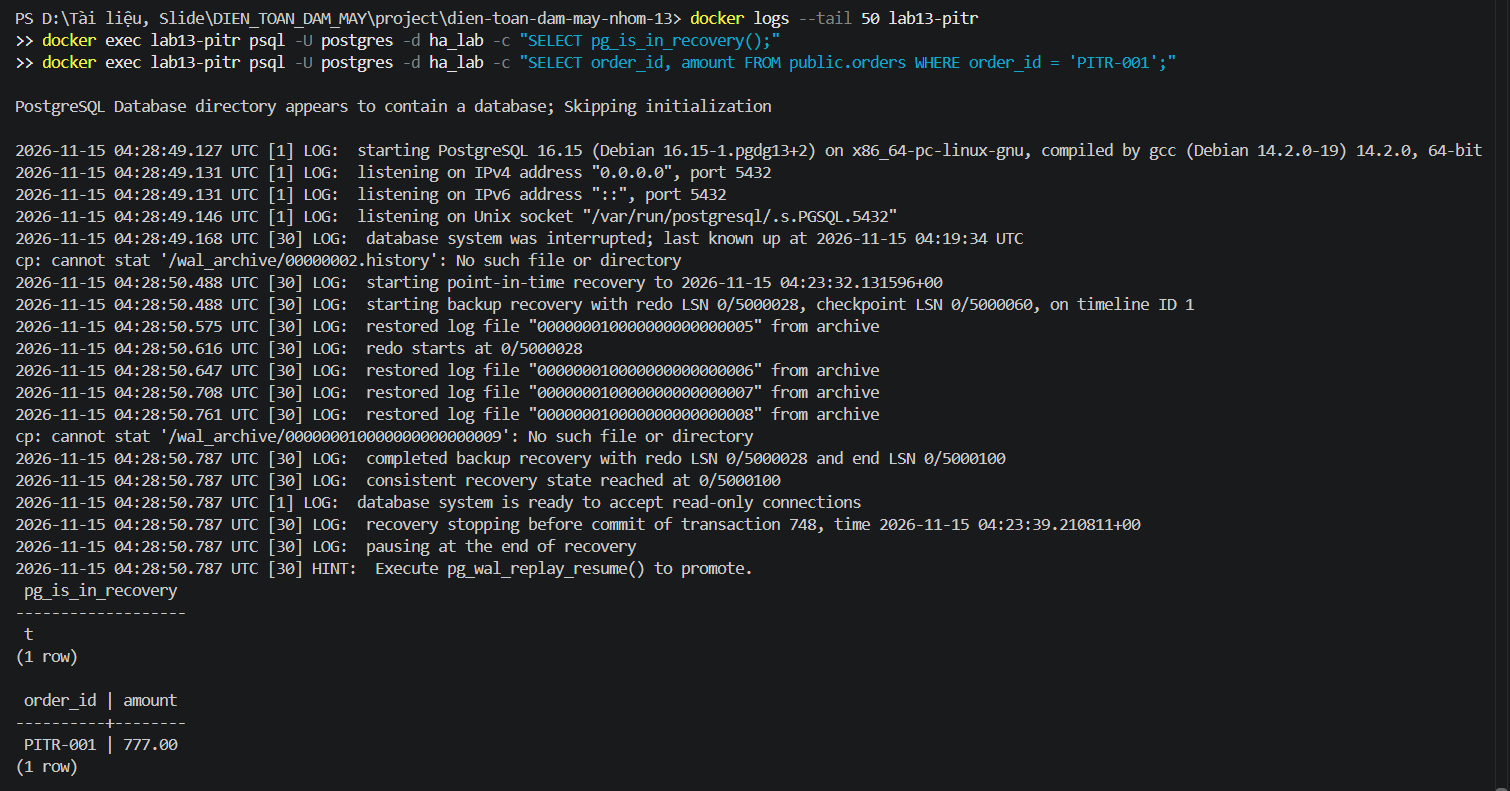 PS D:\Tài liệu, Slide\DIEN_TOAN_DAM_MAY\project\dien-toan-dam-may-nhom-13> docker logs --tail 50 lab13-pitr
>> docker exec lab13-pitr psql -U postgres -d ha_lab -c "SELECT pg_is_in_recovery();"
>> docker exec lab13-pitr psql -U postgres -d ha_lab -c "SELECT order_id, amount FROM public.orders WHERE order_id = 'PITR-001';"
PostgreSQL Database directory appears to contain a database; Skipping initialization
2026-11-15 04:28:49.127 UTC [1] LOG:  starting PostgreSQL 16.15 (Debian 16.15-1.pgdg13+2) on x86_64-pc-linux-gnu, compiled by gcc (Debian 14.2.0-19) 14.2.0, 64-bit
2026-11-15 04:28:49.131 UTC [1] LOG:  listening on IPv4 address "0.0.0.0", port 5432
2026-11-15 04:28:49.131 UTC [1] LOG:  listening on IPv6 address "::", port 5432
2026-11-15 04:28:49.146 UTC [1] LOG:  listening on Unix socket "/var/run/postgresql/.s.PGSQL.5432"
2026-11-15 04:28:49.168 UTC [30] LOG:  database system was interrupted; last known up at 2026-11-15 04:19:34 UTC
cp: cannot stat '/wal_archive/00000002.history': No such file or directory
2026-11-15 04:28:50.488 UTC [30] LOG:  starting point-in-time recovery to 2026-11-15 04:23:32.131596+00
2026-11-15 04:28:50.488 UTC [30] LOG:  starting backup recovery with redo LSN 0/5000028, checkpoint LSN 0/5000060, on timeline ID 1
2026-11-15 04:28:50.575 UTC [30] LOG:  restored log file "000000010000000000000005" from archive
2026-11-15 04:28:50.616 UTC [30] LOG:  redo starts at 0/5000028
2026-11-15 04:28:50.647 UTC [30] LOG:  restored log file "000000010000000000000006" from archive
2026-11-15 04:28:50.708 UTC [30] LOG:  restored log file "000000010000000000000007" from archive
2026-11-15 04:28:50.761 UTC [30] LOG:  restored log file "000000010000000000000008" from archive
cp: cannot stat '/wal_archive/000000010000000000000009': No such file or directory
2026-11-15 04:28:50.787 UTC [30] LOG:  completed backup recovery with redo LSN 0/5000028 and end LSN 0/5000100
2026-11-15 04:28:50.787 UTC [30] LOG:  consistent recovery state reached at 0/5000100
2026-11-15 04:28:50.787 UTC [1] LOG:  database system is ready to accept read-only connections
2026-11-15 04:28:50.787 UTC [30] LOG:  recovery stopping before commit of transaction 748, time 2026-11-15 04:23:39.210811+00
2026-11-15 04:28:50.787 UTC [30] LOG:  pausing at the end of recovery
2026-11-15 04:28:50.787 UTC [30] HINT:  Execute pg_wal_replay_resume() to promote.
 pg_is_in_recovery
-------------------
 t
(1 row)
 order_id | amount
----------+--------
 PITR-001 | 777.00
(1 row)